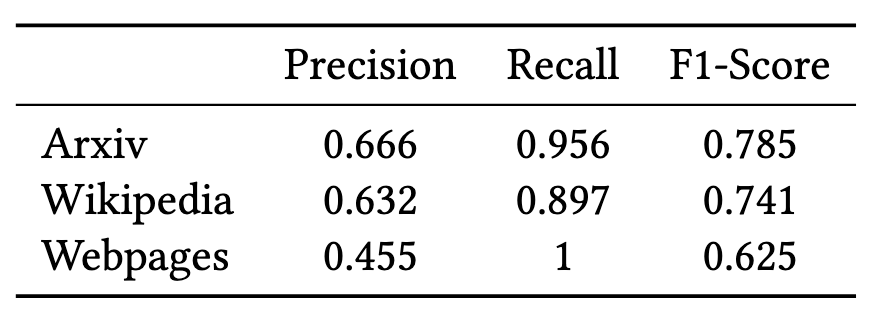 Precision Recall F1-Score
Arxiv 0.666 0.956 0.785
Wikipedia 0.632 0.897 0.741
Webpages 0.455 1 0.625